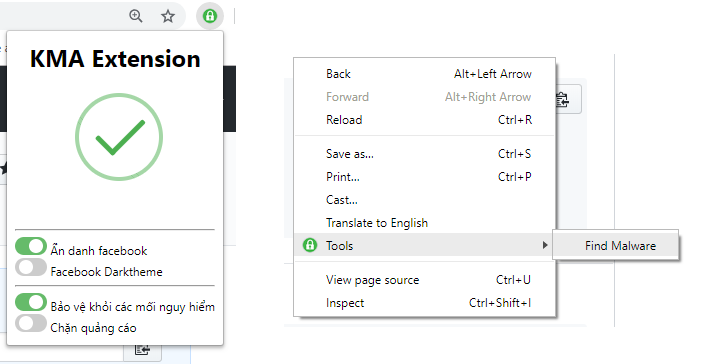 KMA Extension
Ẩn danh facebook
Facebook Darktheme
Bảo vệ khỏi các mối nguy hiểm
Chặn quảng cáo
Back Alt+Left Arrow
Forward Alt+Right Arrow
Reload Ctrl+R
Save as... Ctrl+S
Print... Ctrl+P
Cast...
Translate to English
Tools
Find Malware
View page source Ctrl+U
Inspect Ctrl+Shift+I